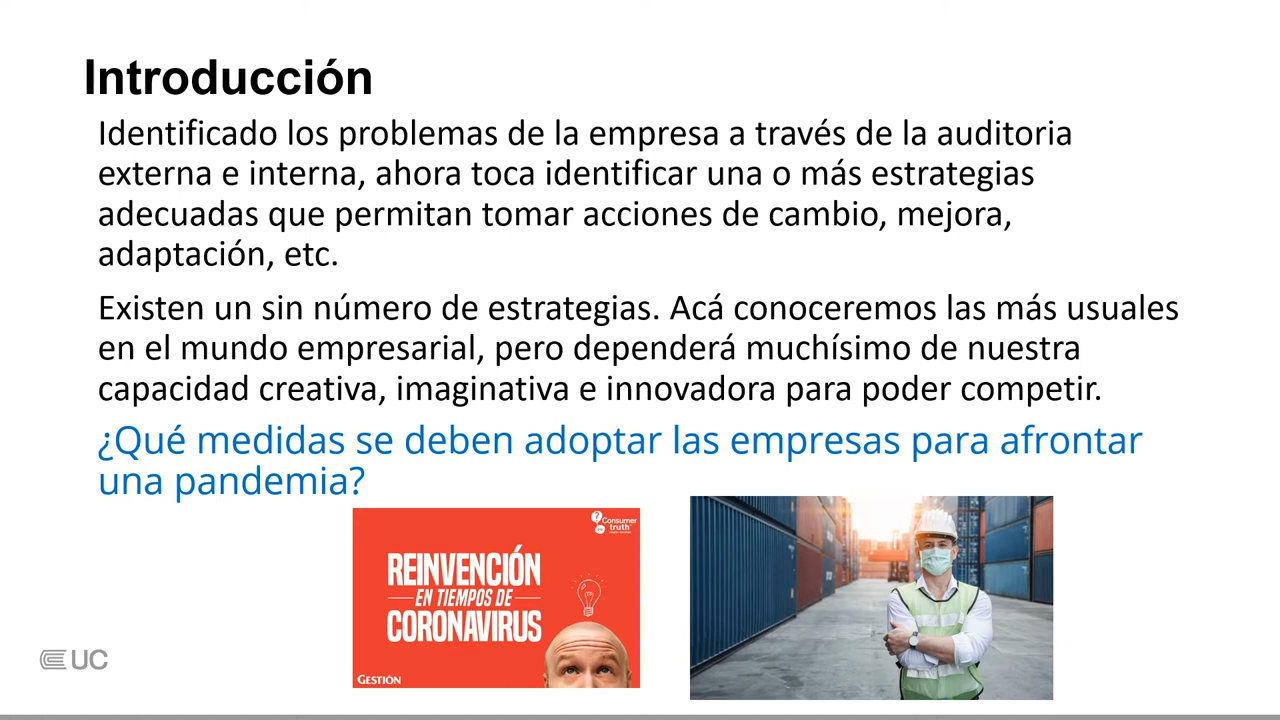 Introducción
Identificado los problemas de la empresa a través de la auditoria
externa e interna, ahora toca identificar una o más estrategias
adecuadas que permitan tomar acciones de cambio, mejora,
adaptación, etc.
Existen un sin número de estrategias. Acá conoceremos las más usuales
en el mundo empresarial, pero dependerá muchísimo de nuestra
capacidad creativa, imaginativa e innovadora para poder competir.
¿Qué medidas se deben adoptar las empresas para afrontar
una pandemia?
Consumer
truth
REINVENCIÓN
EN TIEMPOS DE
CORONAVIRUS
GESTIÓN
UC